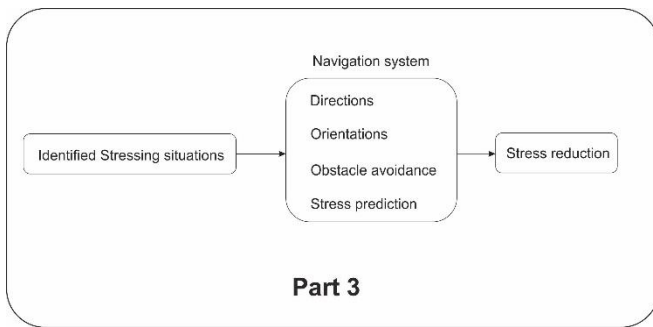 Navigation system
Directions
Orientations
Identified Stressing situations
Obstacle avoidance
Stress prediction
Stress reduction
Part 3